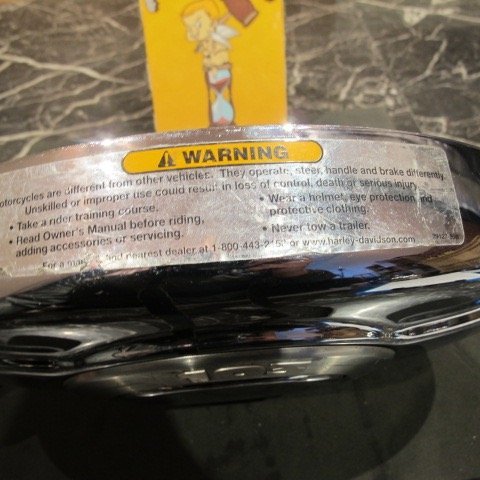 WARNING
otorcycles are different from other vehicles. They operate, steer, handle and brake differently.
Unskilled or improper use could result in loss of control, death or serious injury.
• Take a rider training course.
• Read Owner's Manual before riding,
adding accessories or servicing.
• Wear a helmet, eye protection and
protective clothing.
• Never tow a trailer.
For a nearest dealer at 1-800-443-2 or www.harley-davidson.com
103